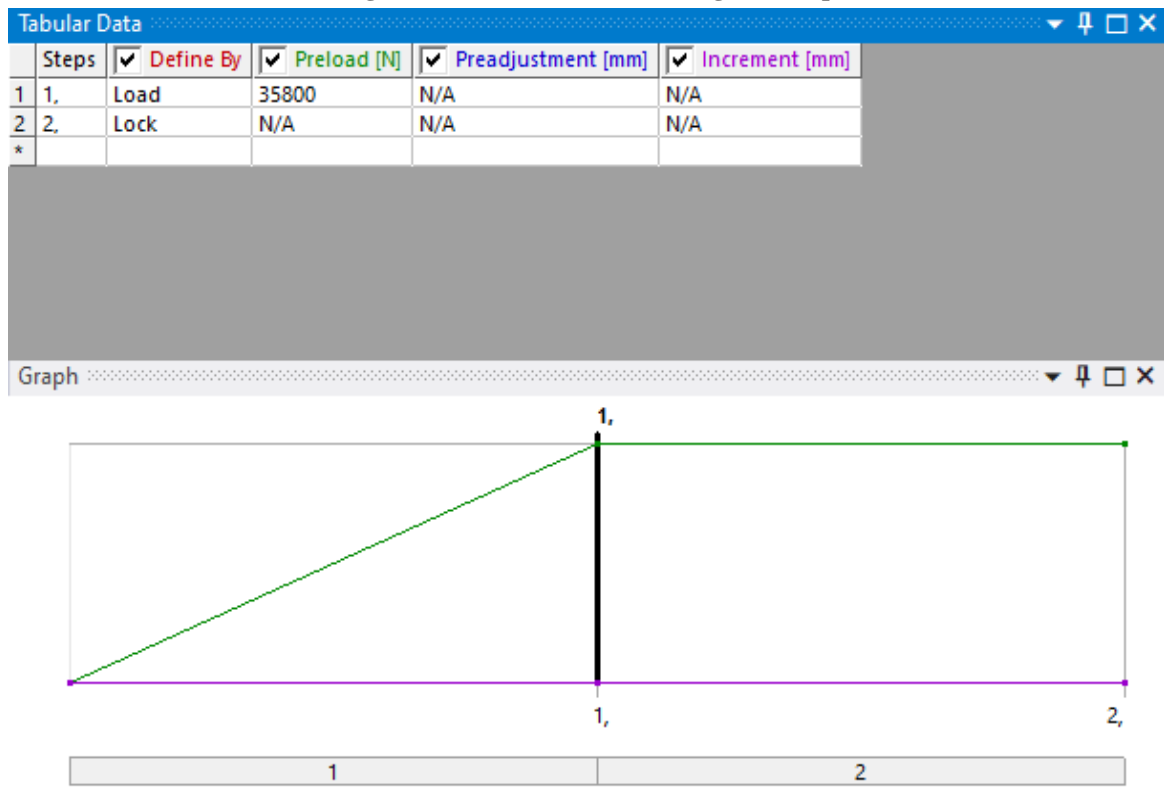 Tabular Data
Steps Define By Preload [N] Preadjustment [mm] Increment [mm]
1 1, Load 35800 N/A N/A
2 2, Lock N/A N/A N/A
*
Graph
1,
1, 2,
1 2